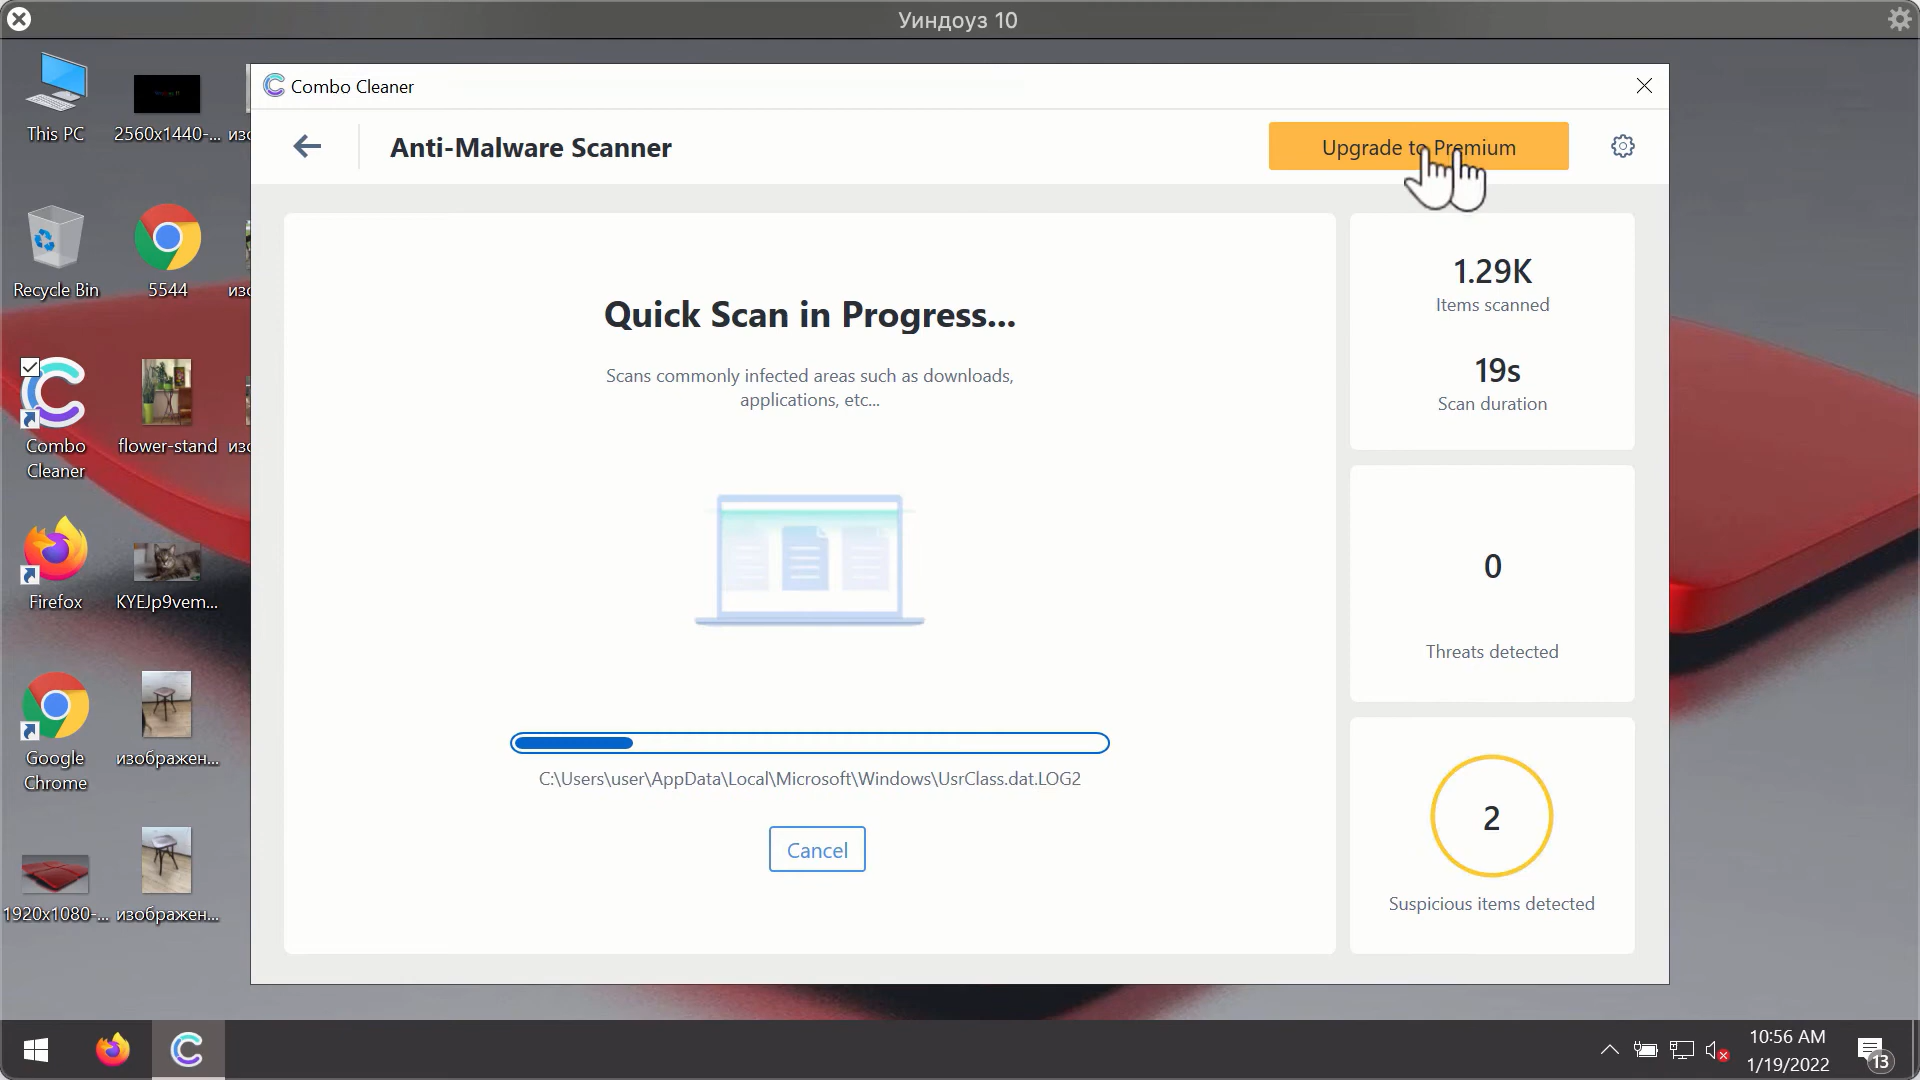 Уиндоуз 10
This PC
2560x1440-...
изо
Recycle Bin
5544
изо
Combo
Cleaner
flower-stand
изо
Firefox
KYEJp9vem...
Google
Chrome
изображен...
1920x1080-...
изображен...
Combo Cleaner
Anti-Malware Scanner
Upgrade to Premium
Quick Scan in Progress...
Scans commonly infected areas such as downloads,
applications, etc...
C:\Users\user\AppData\Local\Microsoft\Windows\UsrClass.dat.LOG2
Cancel
1.29K
Items scanned
19s
Scan duration
0
Threats detected
2
Suspicious items detected
10:56 AM
1/19/2022
13